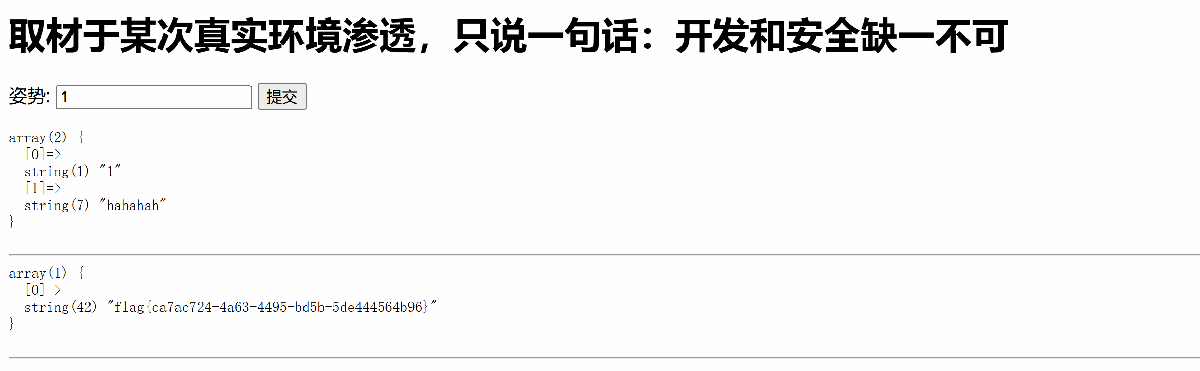 取材于某次真实环境渗透，只说一句话：开发和安全缺一不可
姿势: 1 提交
array(2) {
[0]=>
string(1) "1"
[1]=>
string(7) "hahahah"
}
array(1) {
[0]=>
string(42) "flag{ca7ac724-4a63-4495-bd5b-5de444564b96}"
}